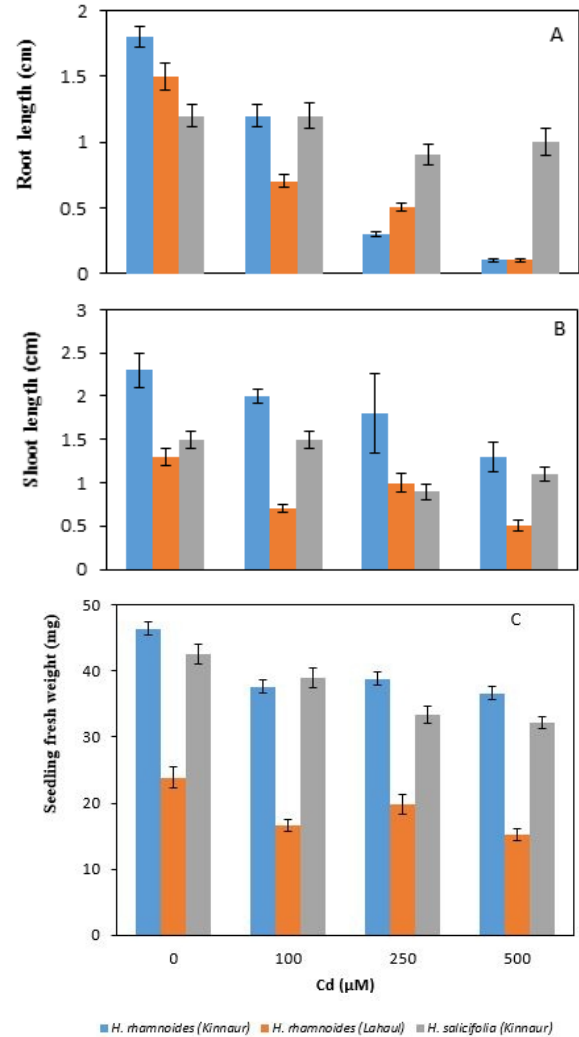 A
Root length (cm)
2
1.5
1
0.5
0
B
Shoot length (cm)
3
2.5
2
1.5
1
0.5
0
C
Seedling fresh weight (mg)
50
40
30
20
10
0
0 100 250 500
Cd (µM)
H. rhamnoides (Kinnaur) H. rhamnoides (Lahaul) H. salicifolia (Kinnaur)